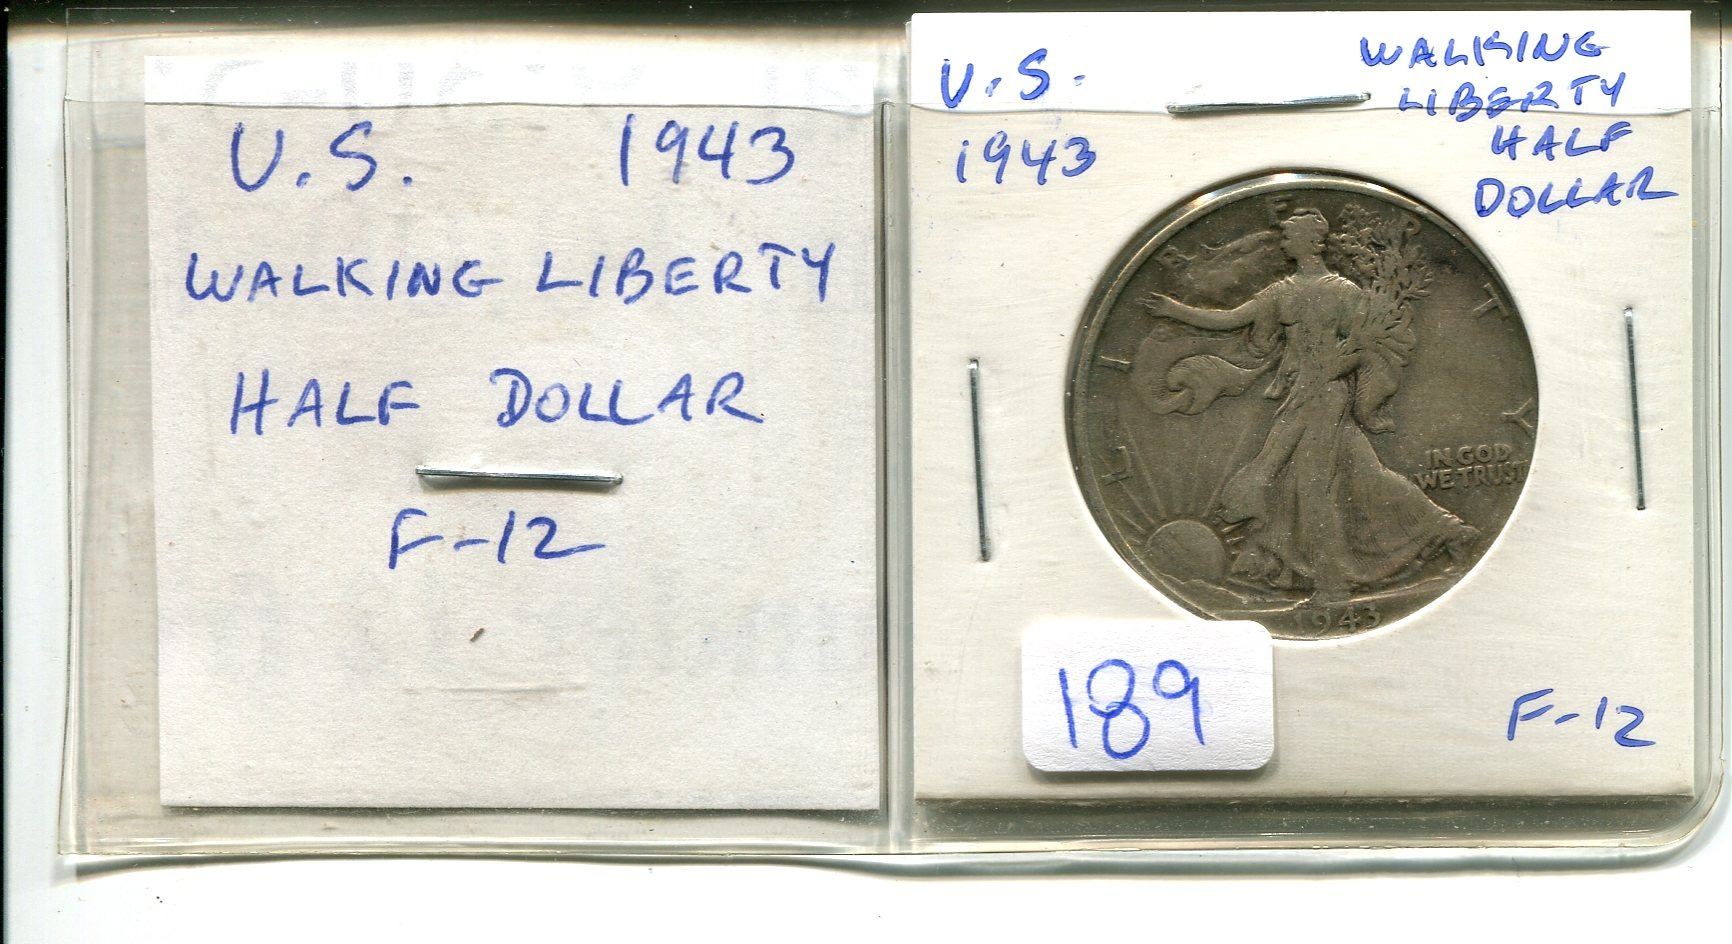 U.S. 1943
WALKING LIBERTY
HALF DOLLAR
F-12
U.S.
1943
WALKING
LIBERTY
HALF
DOLLAR
LIBERTY
IN GOD
WE TRUST
1943
189
F-12